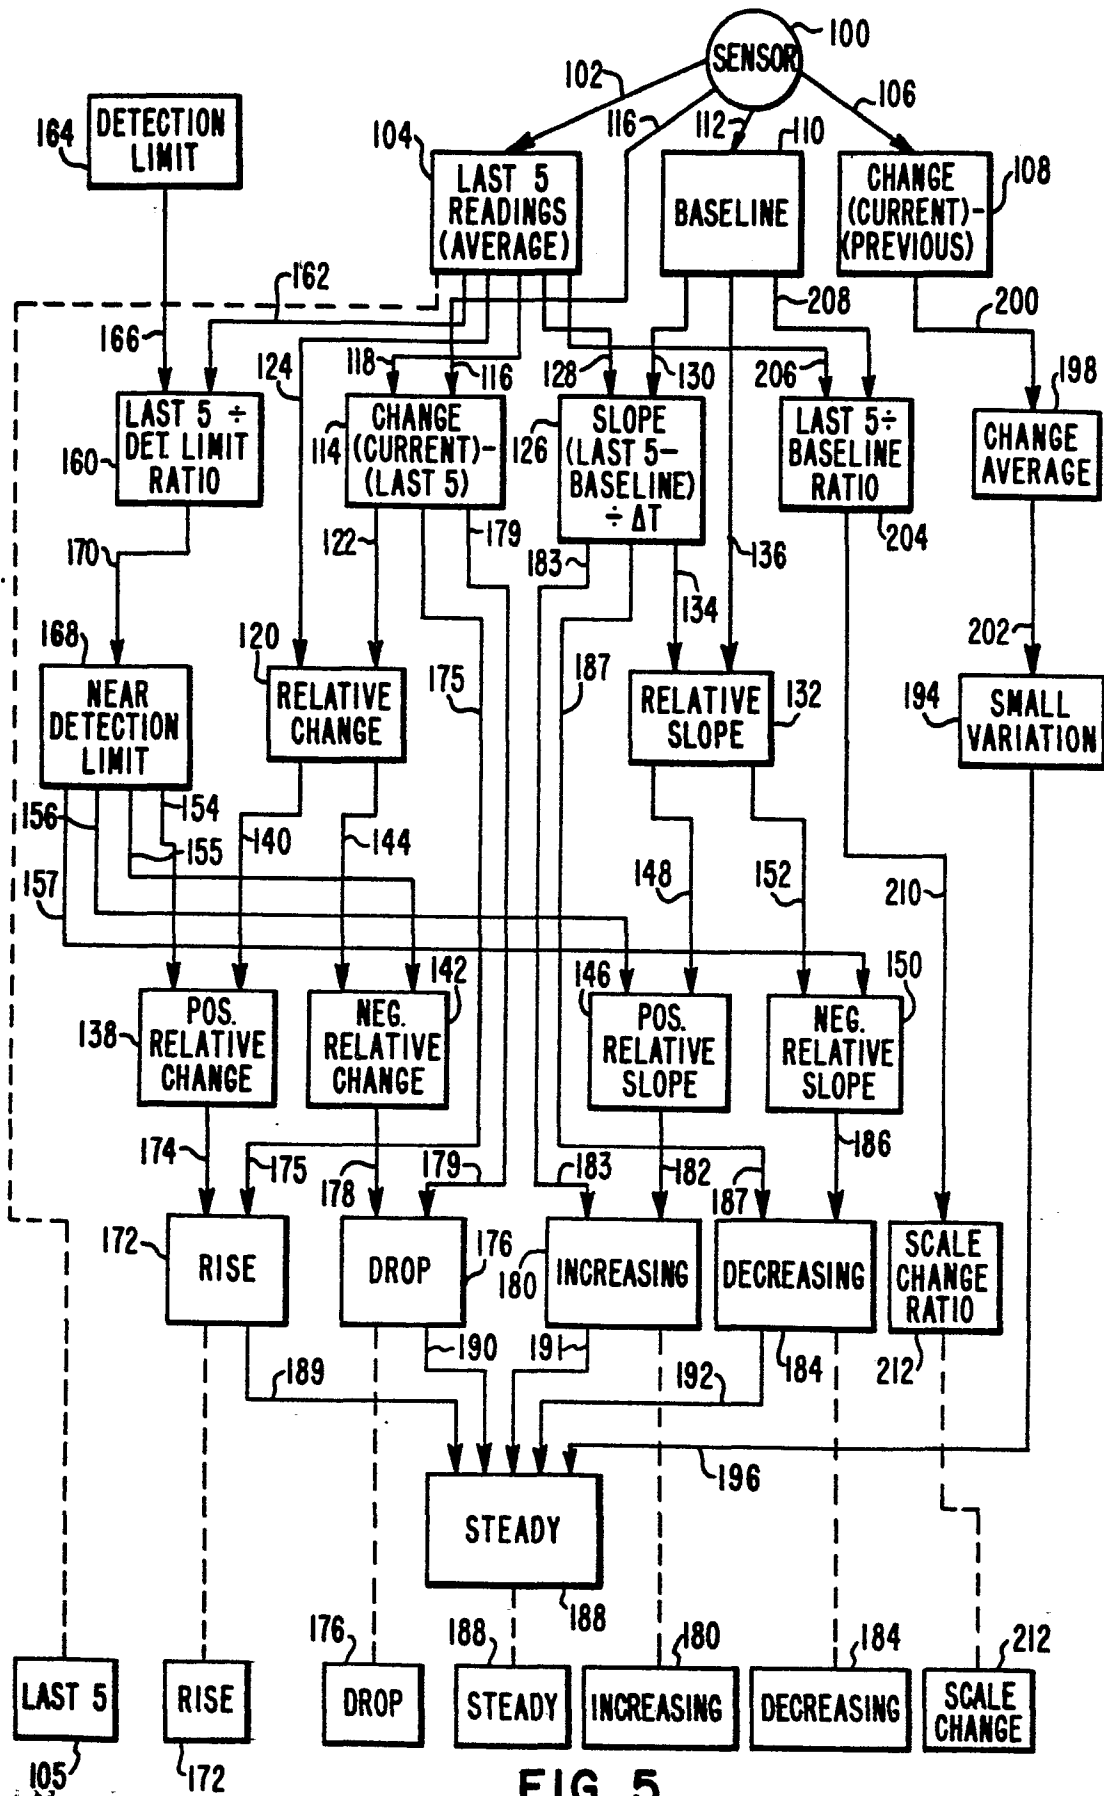 100
SENSOR
102
106
116
112
110
164
DETECTION
LIMIT
104
LAST 5
READINGS
(AVERAGE)
BASELINE
CHANGE
(CURRENT)-
(PREVIOUS)
108
162
208
200
166
124
118
116
128
130
206
198
160
LAST 5 ÷
DET. LIMIT
RATIO
114
CHANGE
(CURRENT)-
(LAST 5)
126
SLOPE
(LAST 5-
BASELINE)
÷ ΔT
LAST 5÷
BASELINE
RATIO
204
CHANGE
AVERAGE
170
122
179
183
134
136
202
168
NEAR
DETECTION
LIMIT
120
RELATIVE
CHANGE
175
187
RELATIVE
SLOPE
132
194
SMALL
VARIATION
156
154
155
140
144
157
148
152
210
138
POS.
RELATIVE
CHANGE
142
NEG.
RELATIVE
CHANGE
146
POS.
RELATIVE
SLOPE
150
NEG.
RELATIVE
SLOPE
174
175
178
179
183
182
187
186
172
RISE
DROP
176
180
INCREASING
DECREASING
SCALE
CHANGE
RATIO
189
190
191
192
184
212
196
STEADY
188
176
188
180
184
212
LAST 5
RISE
DROP
STEADY
INCREASING
DECREASING
SCALE
CHANGE
105
172
FIG 5